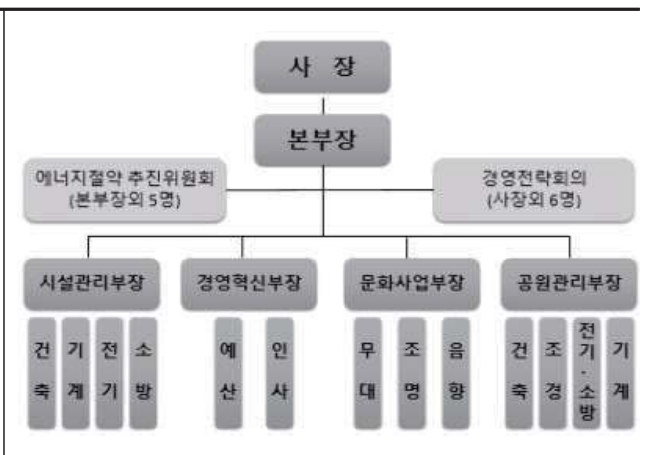 사 장
본부장
에너지절약 추진위원회
(본부장외 5명)
경영전략회의
(사장외 6명)
시설관리부장
경영혁신부장
문화사업부장
공원관리부장
건축
기계
전기
소방
예산
인사
무대
조명
음향
건축
조경
전기·소방
기계